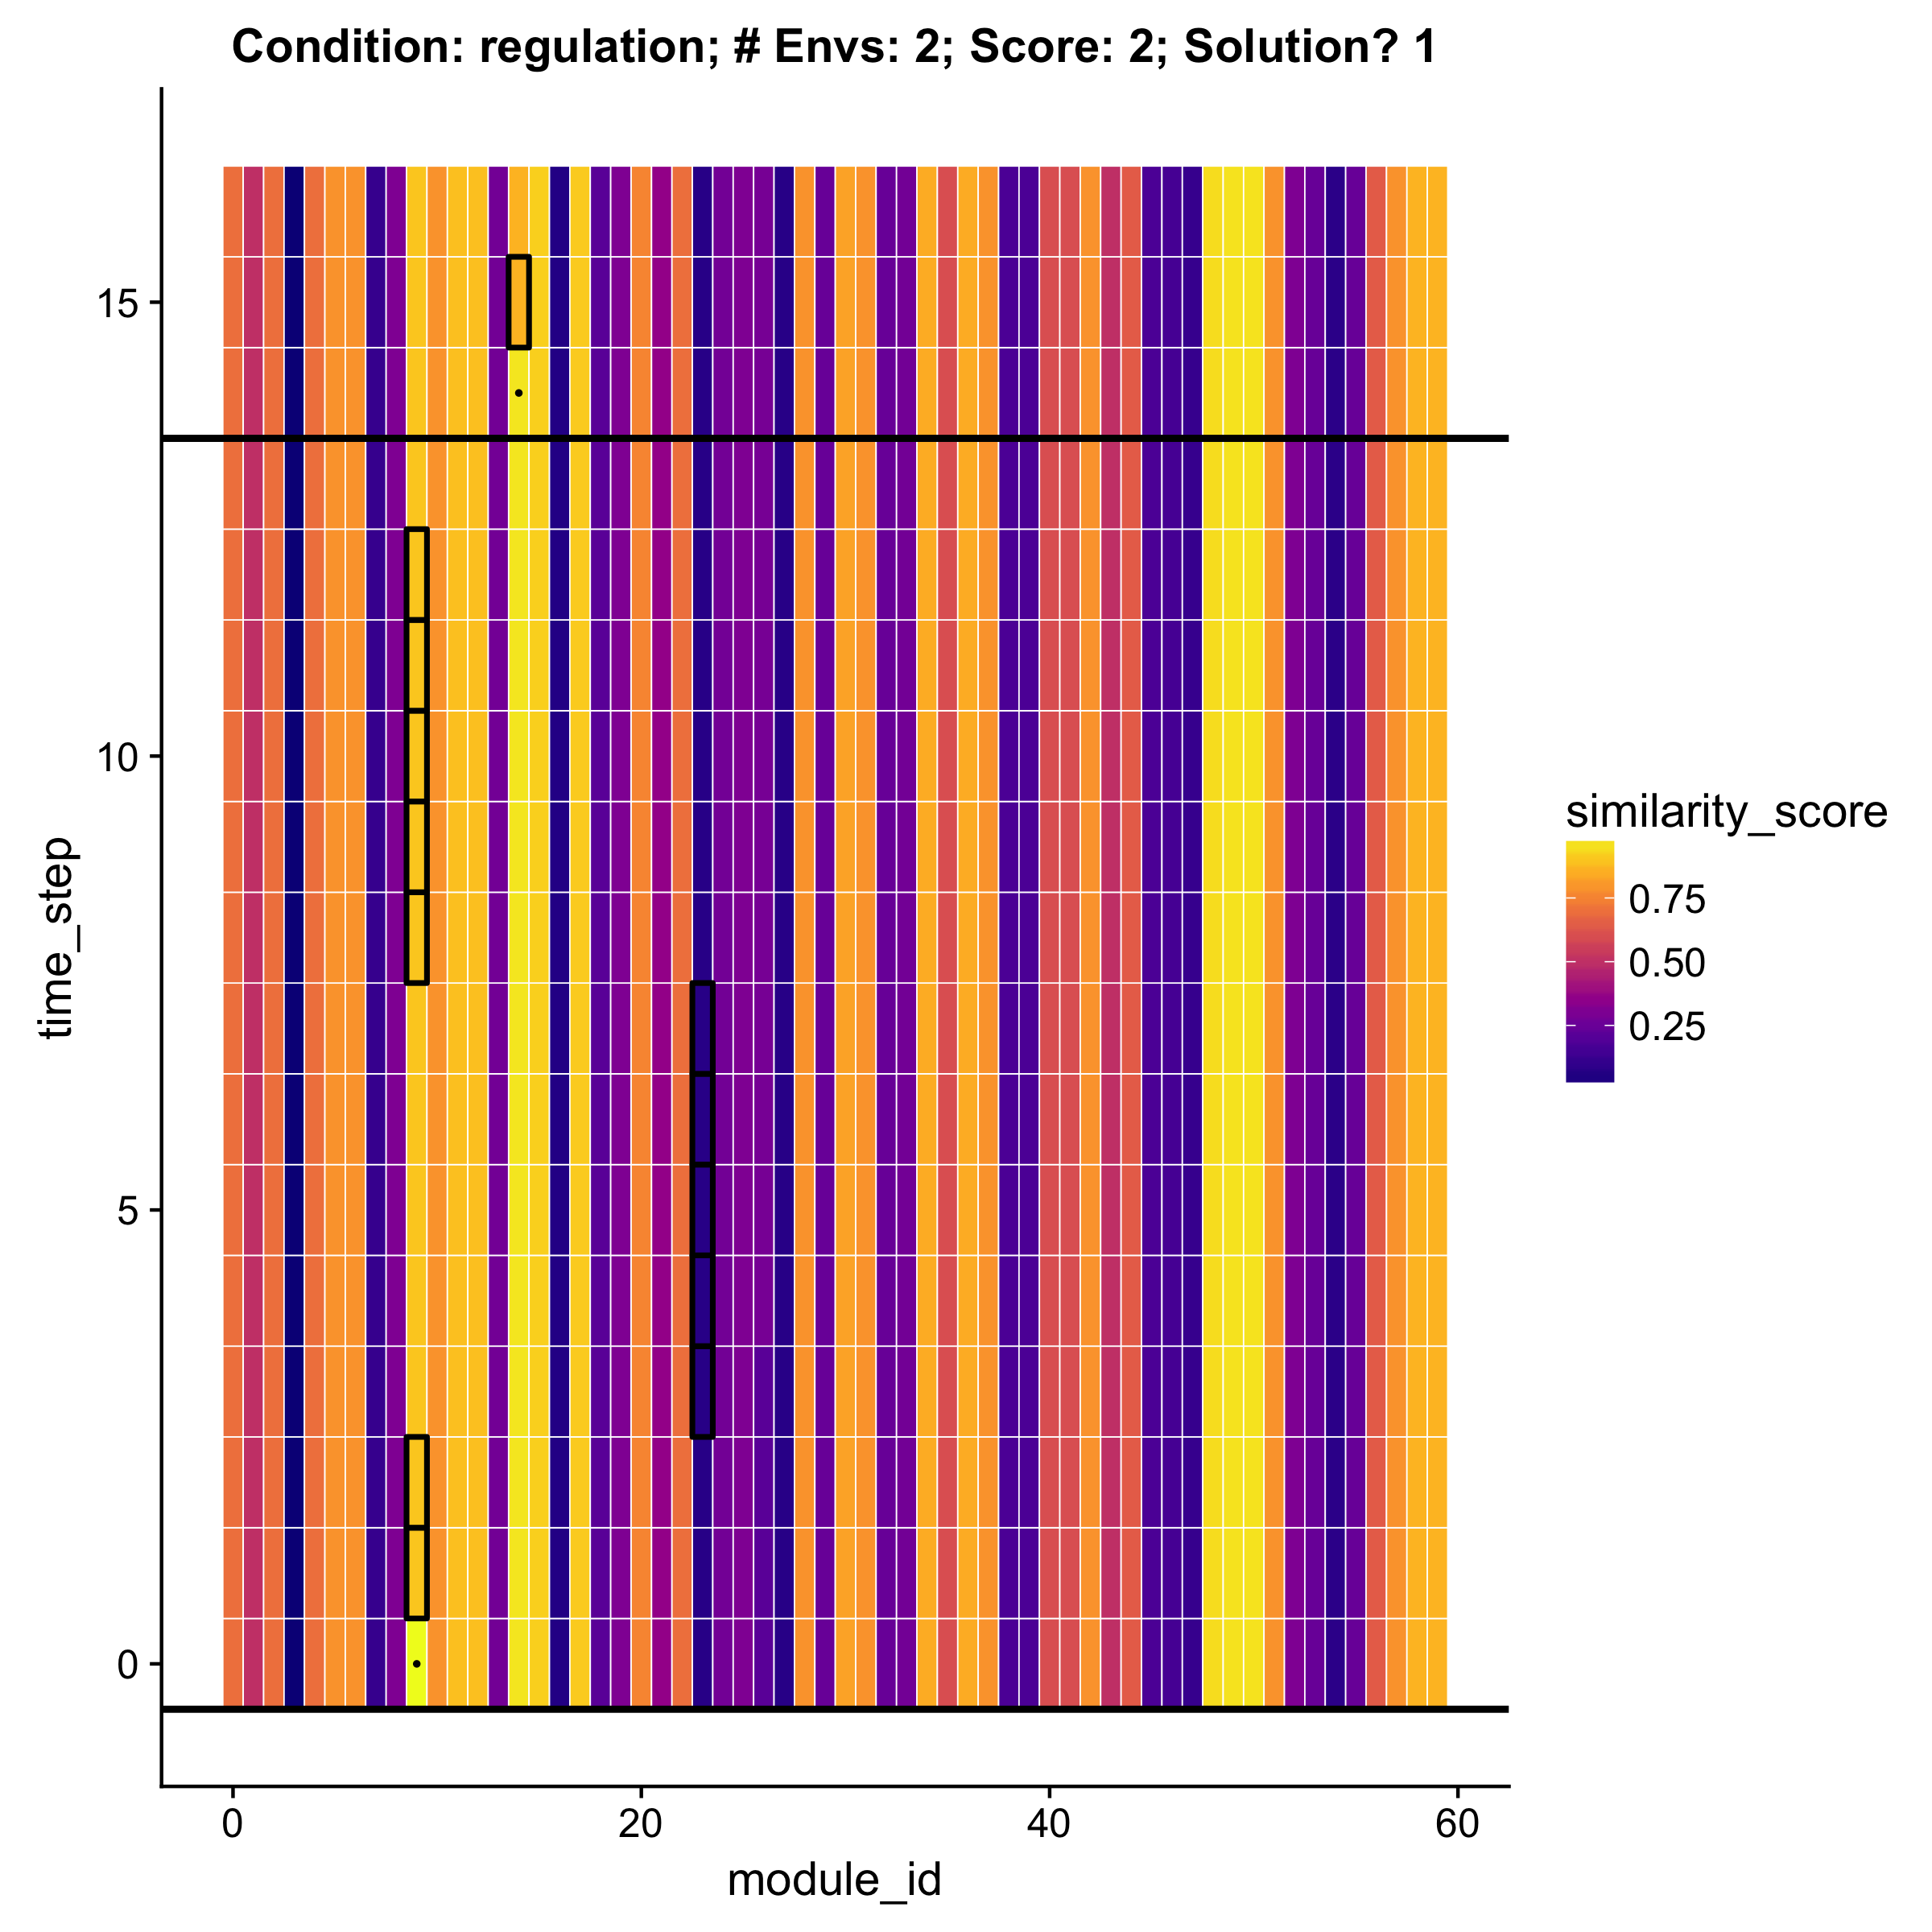 Condition: regulation; # Envs: 2; Score: 2; Solution? 1
15
10
5
0
time_step
0 20 40 60
module_id
similarity_score
0.75
0.50
0.25